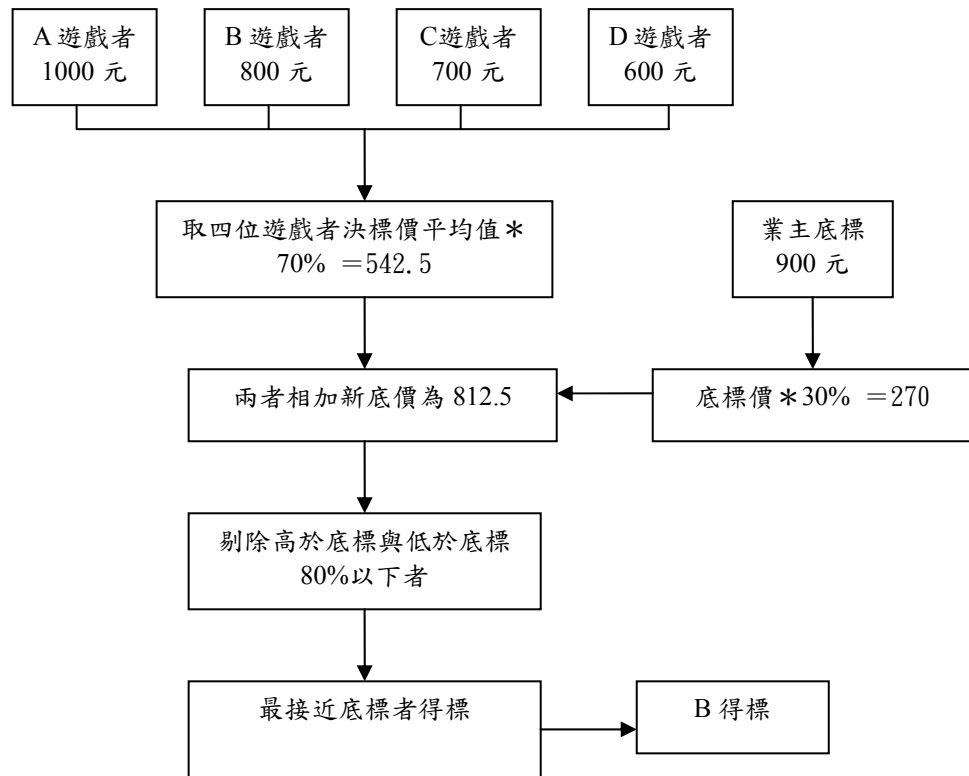 A 遊戲者
1000 元
B 遊戲者
800 元
C遊戲者
700 元
D 遊戲者
600 元
取四位遊戲者決標價平均值＊
70% ＝542.5
業主底標
900 元
兩者相加新底價為 812.5
底標價＊30% ＝270
剔除高於底標與低於底標
80%以下者
最接近底標者得標
B 得標